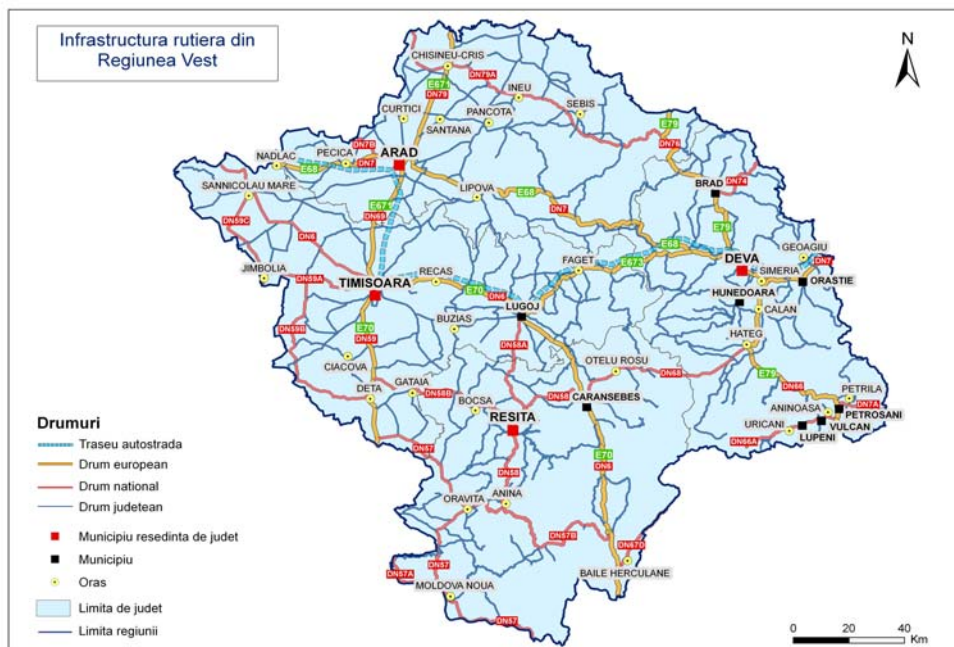 Infrastructura rutiera din
Regiunea Vest
N
CHISINEU-CRIS
DN79A
E671
DN79
INEU
SEBIS
CURTICI
PANCOTA
SANTANA
E79
DN76
DN7B
PECICA
ARAD
NADLAC
DN7
E68
BRAD
DN74
SANNICOLAU MARE
LIPOVA
E68
DN7
E671
DN69
DN59C
DN6
E79
E68
GEOAGIU
DN7
FAGET
E673
DEVA
JIMBOLIA
DN59A
RECAS
SIMERIA
ORASTIE
TIMISOARA
E70
DN6
HUNEDOARA
LUGOJ
CALAN
DN59B
E70
DN59
BUZIAS
DN58A
HATEG
CIACOVA
OTELU ROSU
DN68
E79
DN66
PETRILA
DETA
GATAIA
DN58B
DN58
CARANSEBES
DN7A
BOCSA
ANINOASA
PETROSANI
RESITA
URICANI
VULCAN
LUPENI
DN66A
DN57
E70
DN6
DN58
ORAVITA
ANINA
DN57B
DN67D
DN57
DN57A
BAILE HERCULANE
MOLDOVA NOUA
DN57
Drumuri
Traseu autostrada
Drum european
Drum national
Drum judetean
Municipiu resedinta de judet
Municipiu
Oras
Limita de judet
Limita regiunii
0 20 40
Km